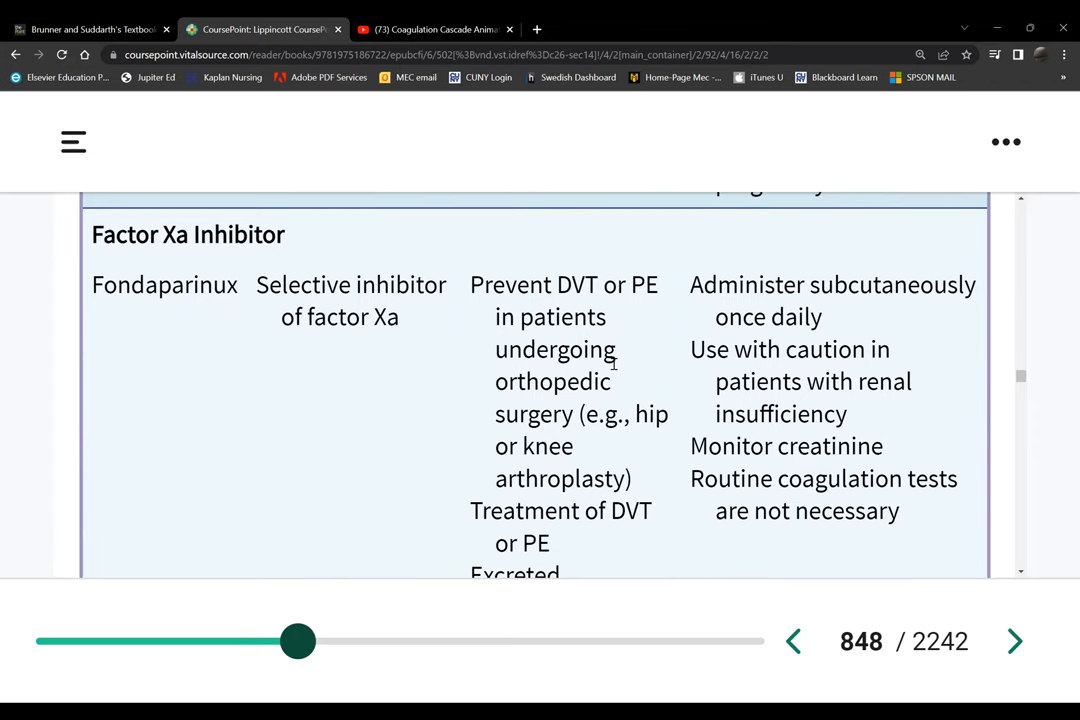 Brunner and Suddarth's Textbook
CoursePoint: Lippincott CourseP
(73) Coagulation Cascade Anima
coursepoint.vitalsource.com/reader/books/9781975186722/epubcfi/6/502[%3Bvnd.vst.idref%3Dc26-sec14]!/4/2[main_container]/2/92/4/16/2/2/2
Elsevier Education P... Jupiter Ed Kaplan Nursing Adobe PDF Services MEC email CUNY Login Swedish Dashboard Home-Page Mec -... iTunes U Blackboard Learn SPSON MAIL
Factor Xa Inhibitor
Fondaparinux
Selective inhibitor
of factor Xa
Prevent DVT or PE
in patients
undergoing
orthopedic
surgery (e.g., hip
or knee
arthroplasty)
Treatment of DVT
or PE
Excreted
Administer subcutaneously
once daily
Use with caution in
patients with renal
insufficiency
Monitor creatinine
Routine coagulation tests
are not necessary
848 / 2242